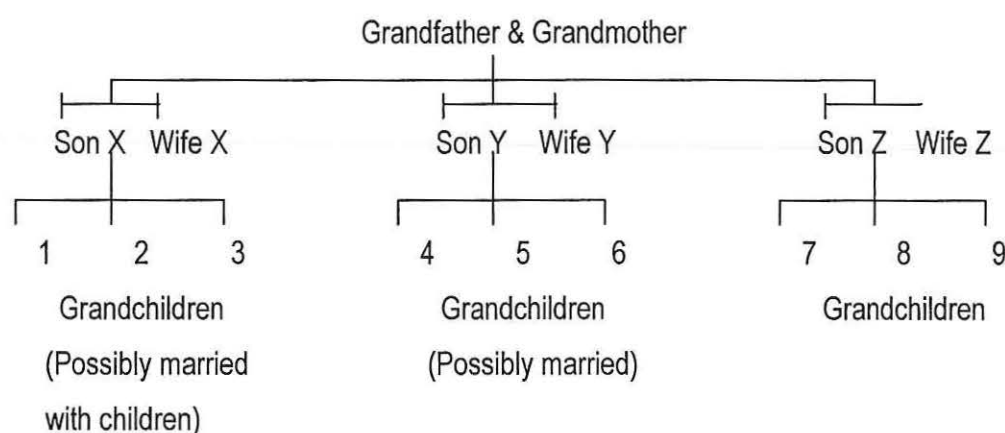 Grandfather & Grandmother
Son X Wife X Son Y Wife Y Son Z Wife Z
1 2 3 4 5 6 7 8 9
Grandchildren Grandchildren Grandchildren
(Possibly married (Possibly married)
with children)